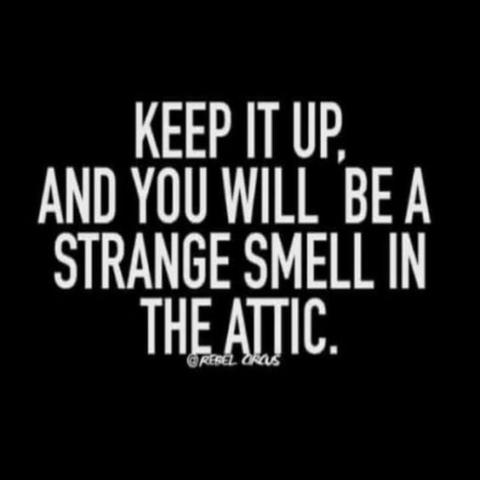 KEEP IT UP,
AND YOU WILL BE A
STRANGE SMELL IN
THE ATTIC.
@REBEL CIRCUS